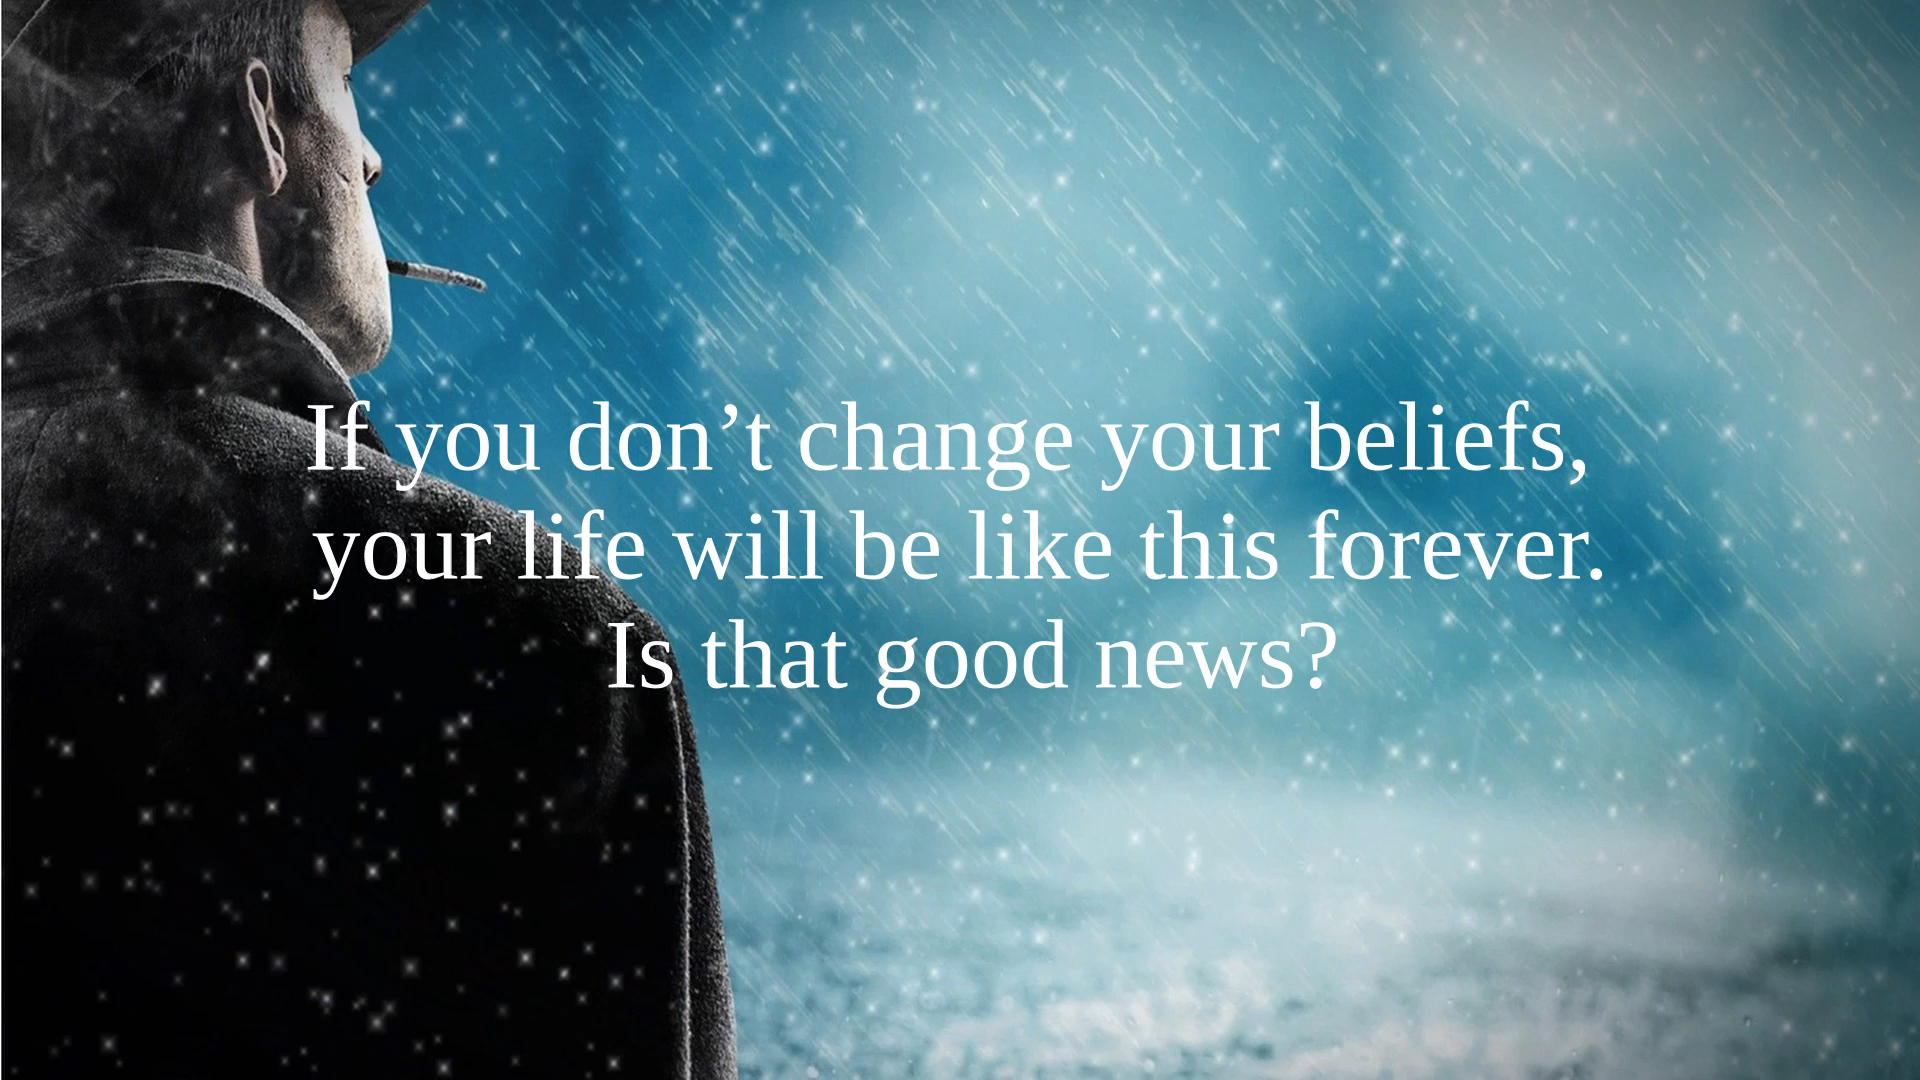 If you don’t change your beliefs,
your life will be like this forever.
Is that good news?